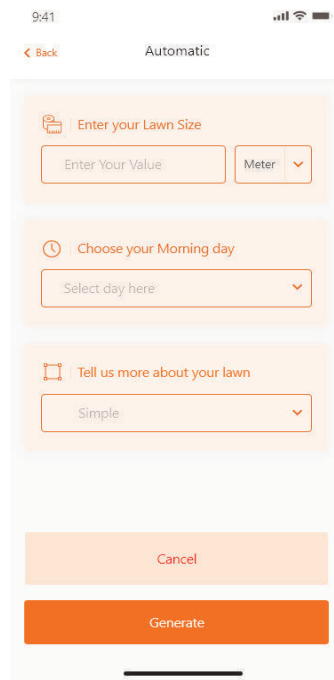 9:41
Back
Automatic
Enter your Lawn Size
Enter Your Value
Meter
Choose your Morning day
Select day here
Tell us more about your lawn
Simple
Cancel
Generate